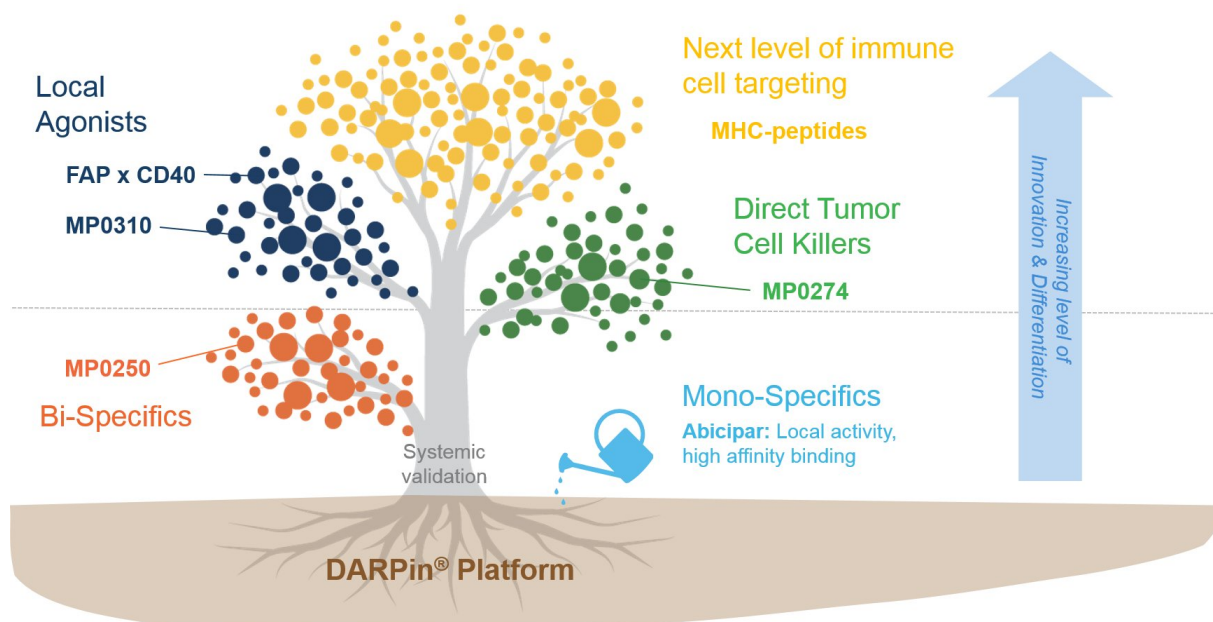 Local
Agonists
FAP x CD40
MP0310
Next level of immune
cell targeting
MHC-peptides
Direct Tumor
Cell Killers
MP0274
MP0250
Bi-Specifics
Mono-Specifics
Abicipar: Local activity,
high affinity binding
Systemic
validation
DARPin® Platform
Increasing level of
Innovation & Differentiation